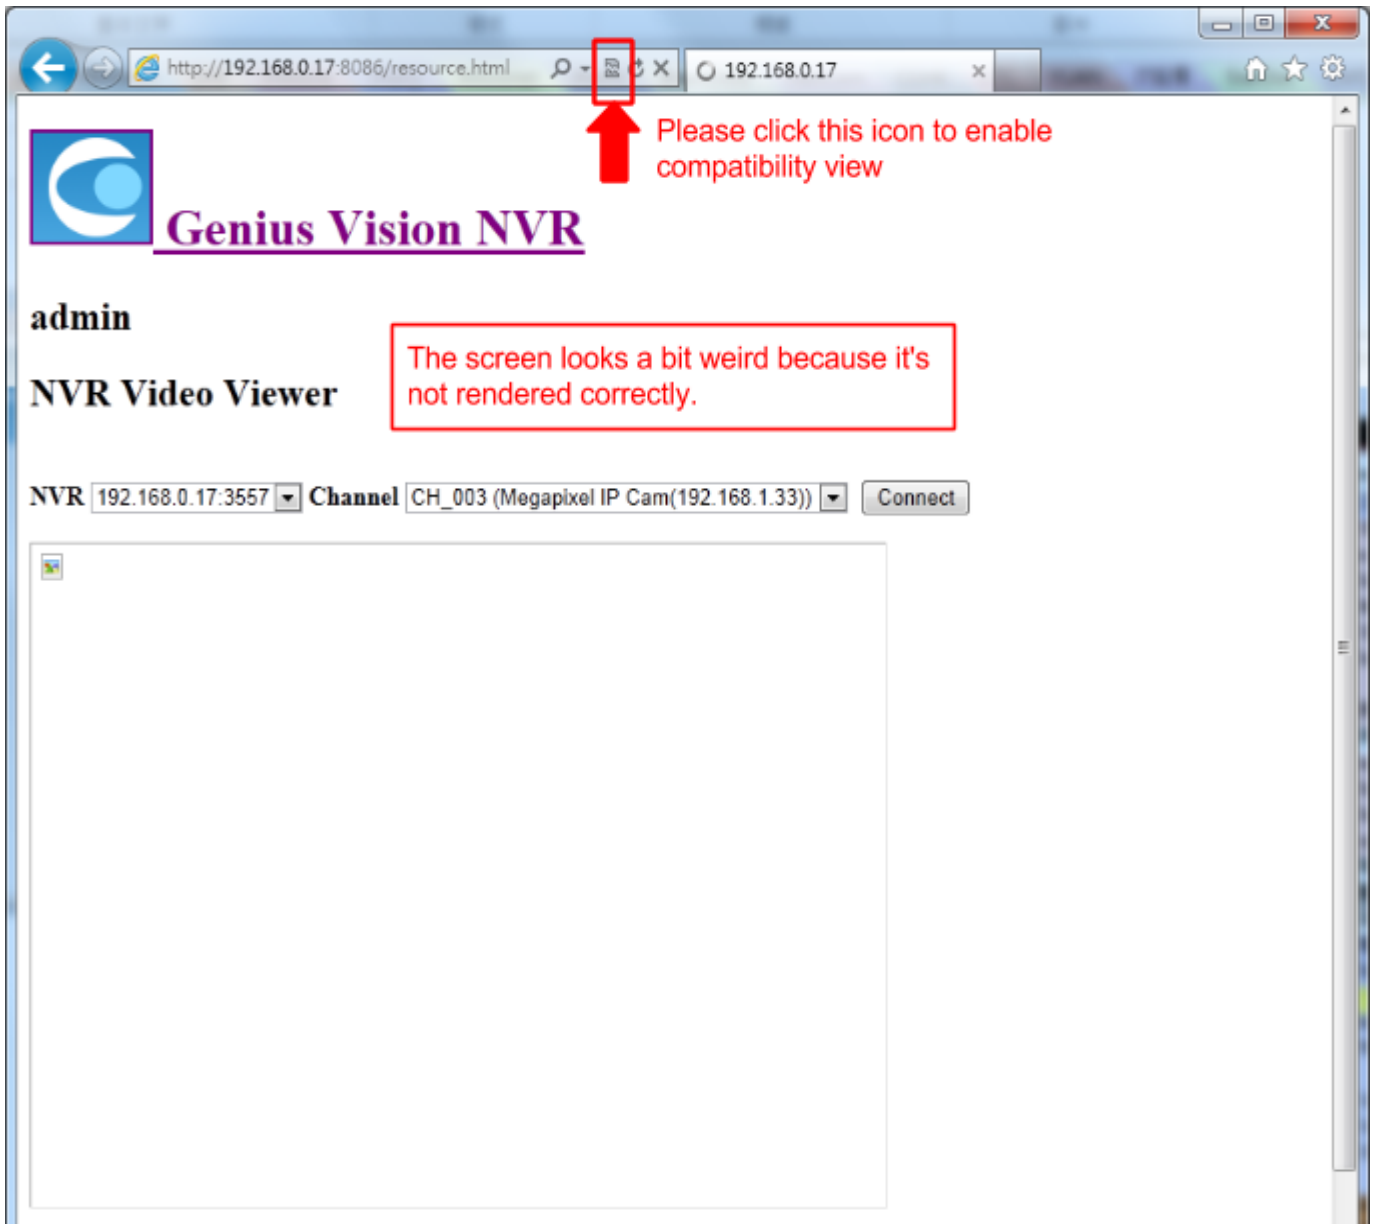 http://192.168.0.17:8086/resource.html
192.168.0.17
Please click this icon to enable
compatibility view
Genius Vision NVR
admin
The screen looks a bit weird because it's
not rendered correctly.
NVR Video Viewer
NVR 192.168.0.17:3557 Channel CH_003 (Megapixel IP Cam(192.168.1.33)) Connect